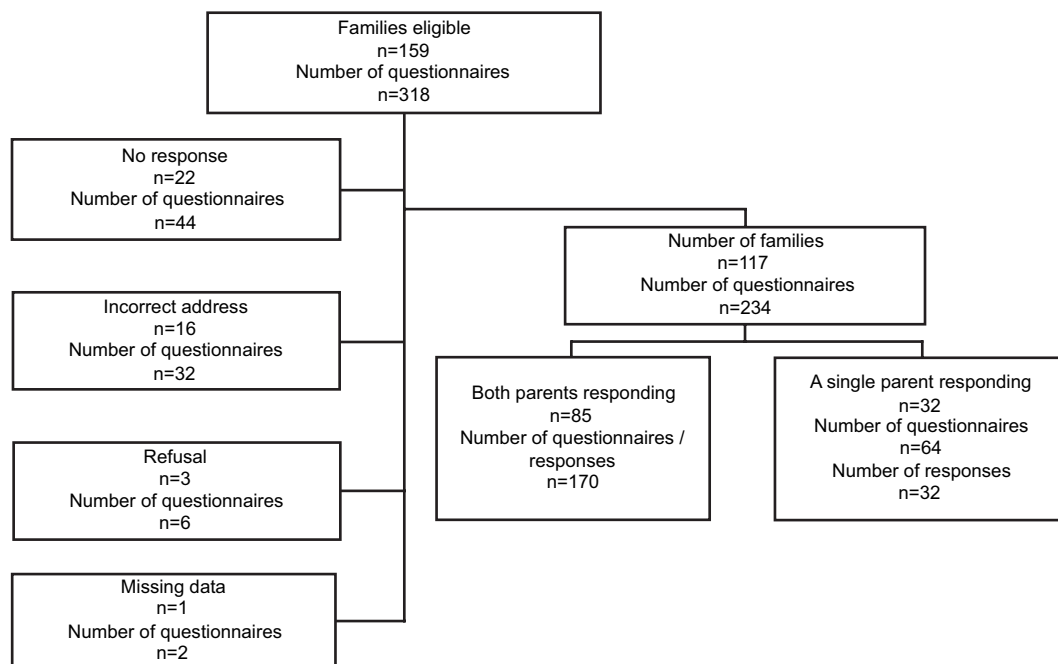 Families eligible
n=159
Number of questionnaires
n=318
No response
n=22
Number of questionnaires
n=44
Number of families
n=117
Number of questionnaires
n=234
Incorrect address
n=16
Number of questionnaires
n=32
Both parents responding
n=85
Number of questionnaires /
responses
n=170
A single parent responding
n=32
Number of questionnaires
n=64
Number of responses
n=32
Refusal
n=3
Number of questionnaires
n=6
Missing data
n=1
Number of questionnaires
n=2